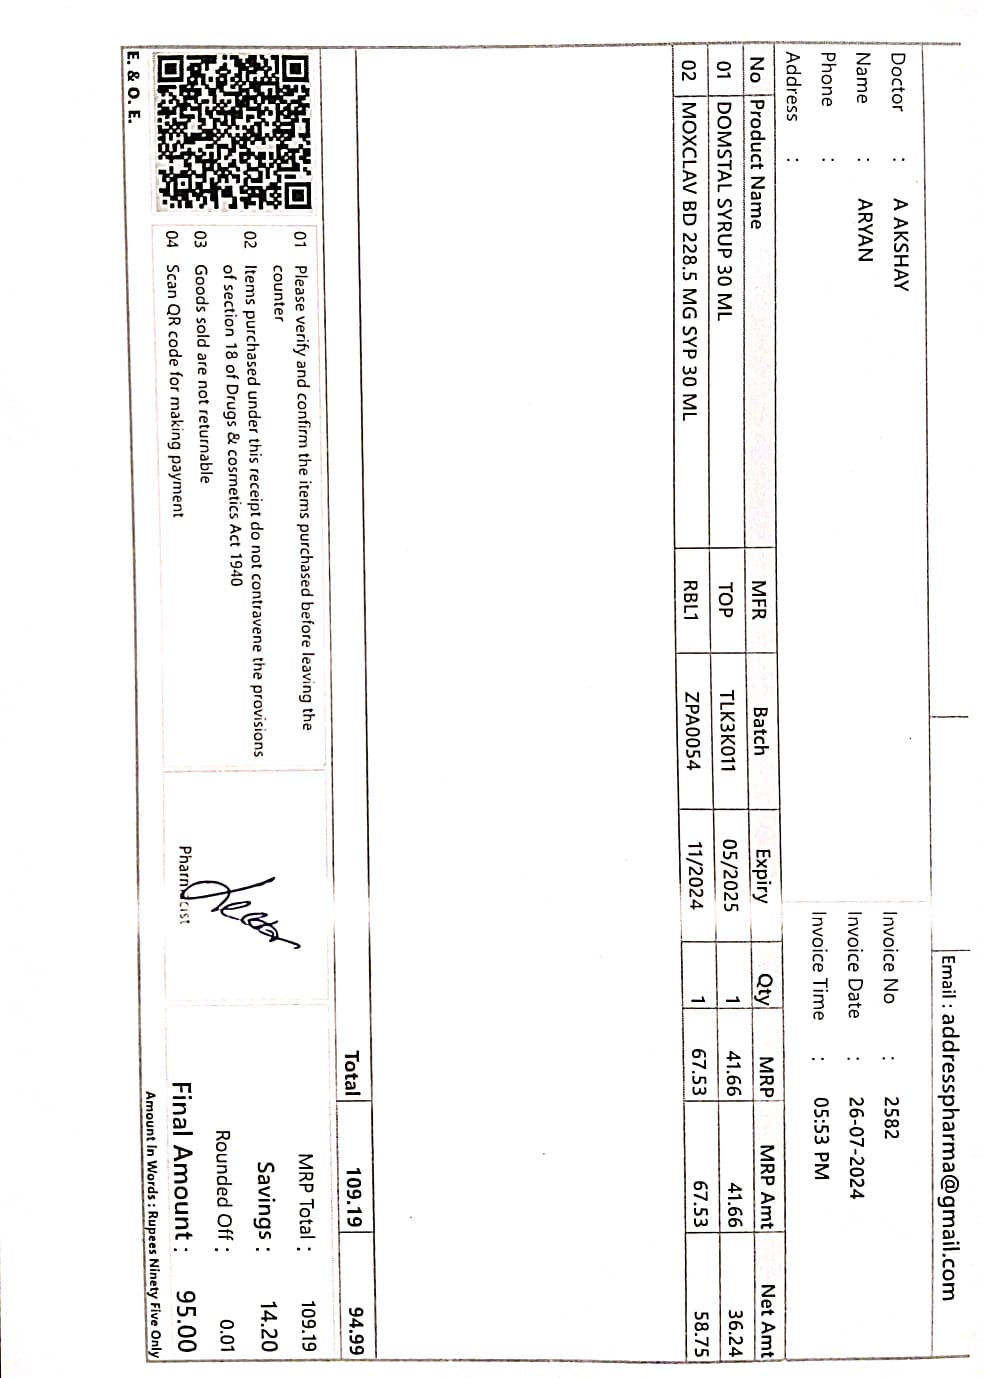 Email : addresspharma@gmail.com
Doctor : A AKSHAY
Name : ARYAN
Phone :
Address :
Invoice No : 2582
Invoice Date : 26-07-2024
Invoice Time : 05:53 PM
No Product Name MFR Batch Expiry Qty MRP MRP Amt Net Amt
01 DOMSTAL SYRUP 30 ML TOP TLK3K011 05/2025 1 41.66 41.66 36.24
02 MOXCLAV BD 228.5 MG SYP 30 ML RBL1 ZPA0054 11/2024 1 67.53 67.53 58.75
Total 109.19 94.99
01 Please verify and confirm the items purchased before leaving the
counter
02 Items purchased under this receipt do not contravene the provisions
of section 18 of Drugs & cosmetics Act 1940
03 Goods sold are not returnable
04 Scan QR code for making payment
E. & O. E.
Pharmacist
MRP Total : 109.19
Savings : 14.20
Rounded Off : 0.01
Final Amount : 95.00
Amount In Words : Rupees Ninety Five Only